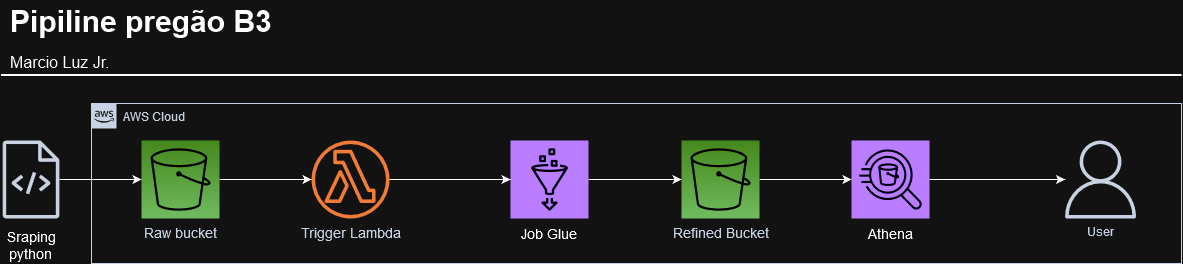 Pipiline pregão B3
Marcio Luz Jr.
aws
AWS Cloud
Sraping
python
Raw bucket
Trigger Lambda
Job Glue
Refined Bucket
Athena
User